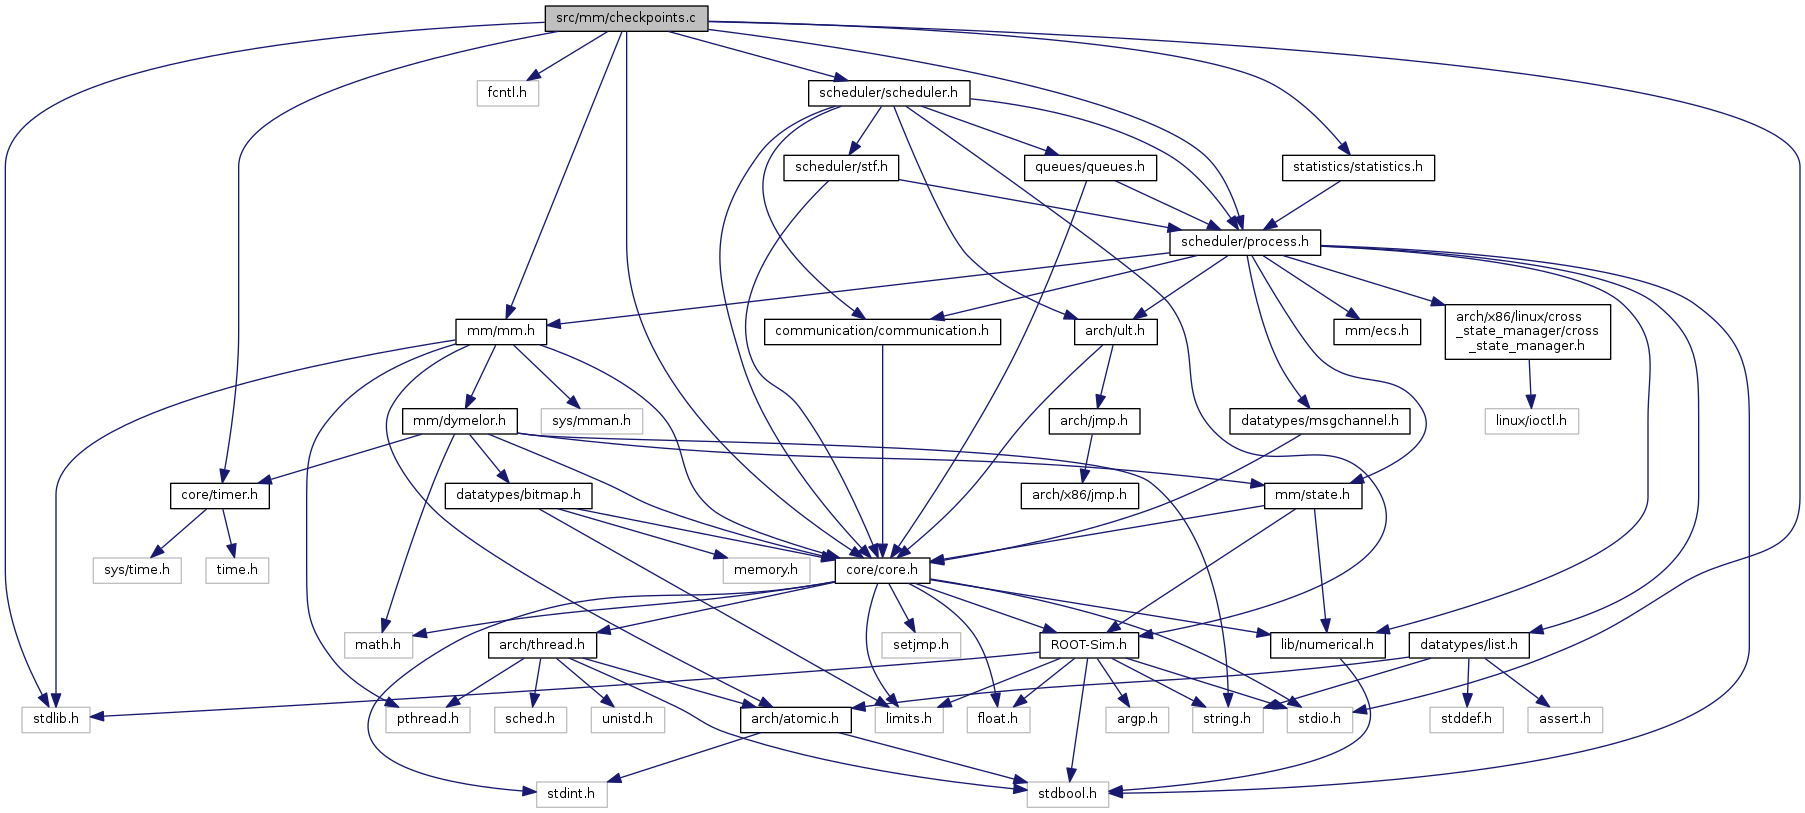 src/mm/checkpoints.c
fcntl.h
scheduler/scheduler.h
scheduler/stf.h
queues/queues.h
statistics/statistics.h
scheduler/process.h
mm/mm.h
communication/communication.h
arch/ult.h
mm/ecs.h
arch/x86/linux/cross
_state_manager/cross
_state_manager.h
mm/dymelor.h
sys/mman.h
arch/jmp.h
datatypes/msgchannel.h
linux/ioctl.h
core/timer.h
datatypes/bitmap.h
arch/x86/jmp.h
mm/state.h
sys/time.h
time.h
memory.h
core/core.h
math.h
arch/thread.h
setjmp.h
ROOT-Sim.h
lib/numerical.h
datatypes/list.h
stdlib.h
pthread.h
sched.h
unistd.h
arch/atomic.h
limits.h
float.h
argp.h
string.h
stdio.h
stddef.h
assert.h
stdint.h
stdbool.h